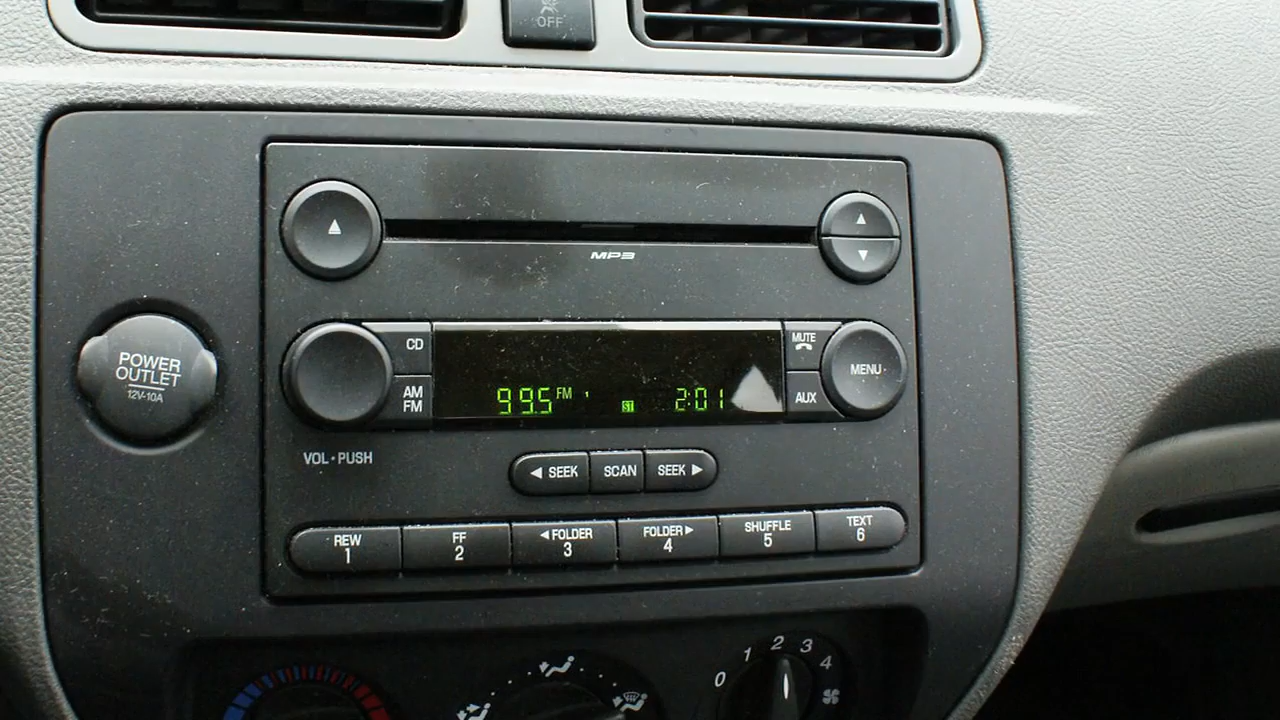 OFF
MP3
CD
MUTE
POWER
OUTLET
12V-10A
AM
FM
99.5 FM 1
ST
2:01
AUX
MENU
VOL • PUSH
SEEK
SCAN
SEEK
REW
1
FF
2
FOLDER
3
FOLDER
4
SHUFFLE
5
TEXT
6
0 1 2 3 4